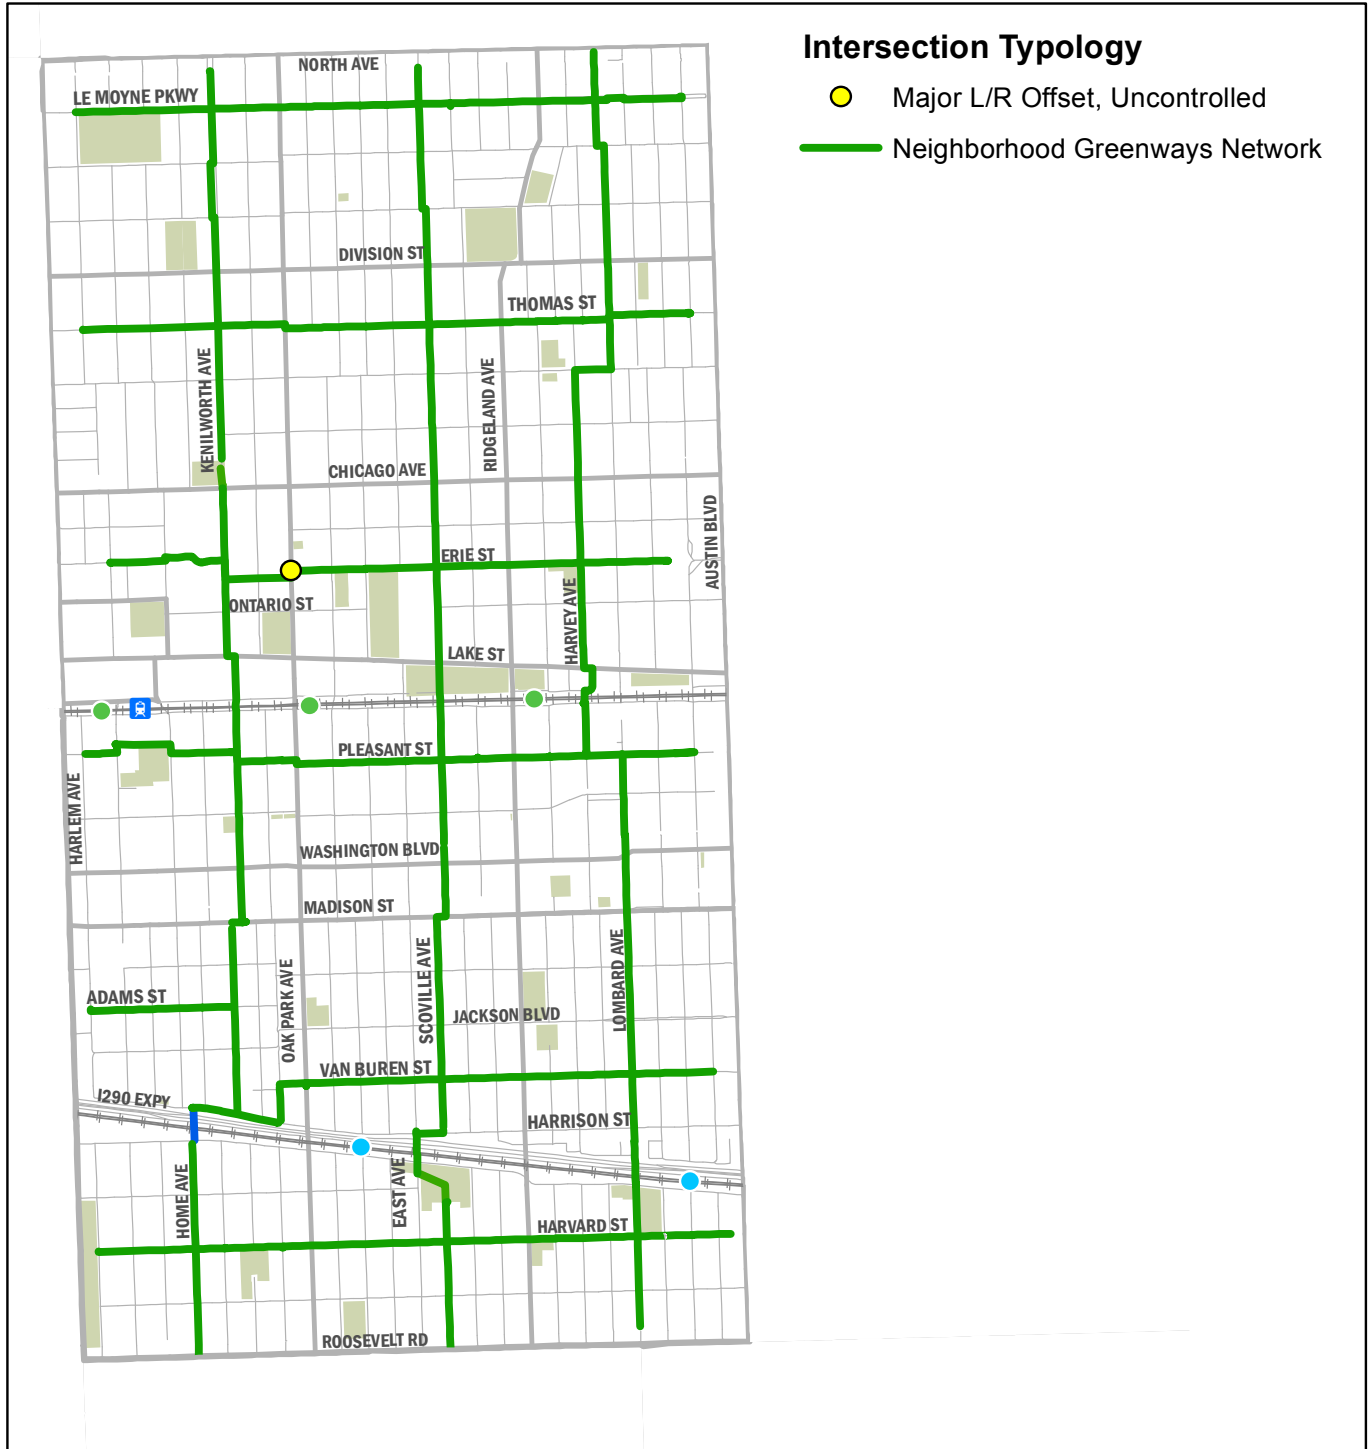 Intersection Typology
Major L/R Offset, Uncontrolled
Neighborhood Greenways Network
NORTH AVE
LE MOYNE PKWY
DIVISION ST
THOMAS ST
KENILWORTH AVE
RIDGELAND AVE
CHICAGO AVE
AUSTIN BLVD
ERIE ST
HARVEY AVE
ONTARIO ST
LAKE ST
PLEASANT ST
HARLEM AVE
WASHINGTON BLVD
MADISON ST
OAK PARK AVE
SCOVILLE AVE
LOMBARD AVE
ADAMS ST
JACKSON BLVD
VAN BUREN ST
I290 EXPY
HARRISON ST
HOME AVE
EAST AVE
HARVARD ST
ROOSEVELT RD